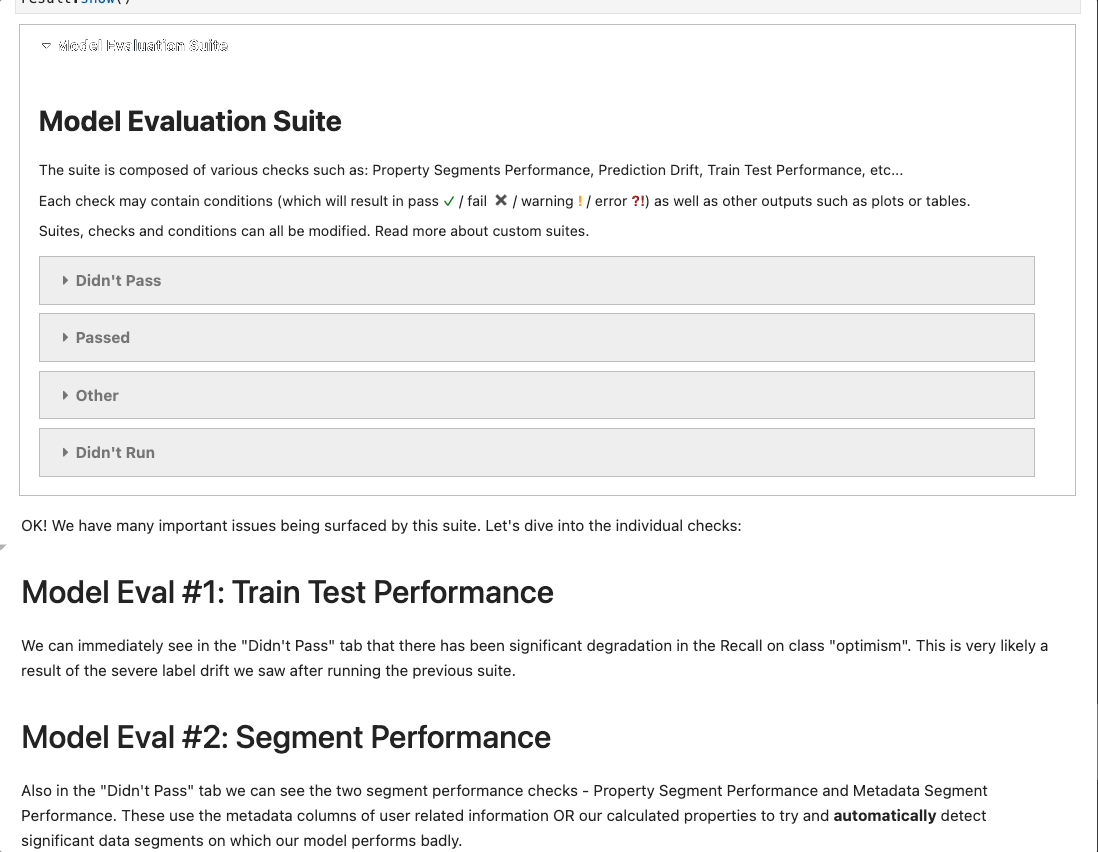 result.show()
Model Evaluation Suite
Model Evaluation Suite
The suite is composed of various checks such as: Property Segments Performance, Prediction Drift, Train Test Performance, etc...
Each check may contain conditions (which will result in pass ✓ / fail ✖ / warning ! / error ?!) as well as other outputs such as plots or tables.
Suites, checks and conditions can all be modified. Read more about custom suites.
Didn't Pass
Passed
Other
Didn't Run
OK! We have many important issues being surfaced by this suite. Let's dive into the individual checks:
Model Eval #1: Train Test Performance
We can immediately see in the "Didn't Pass" tab that there has been significant degradation in the Recall on class "optimism". This is very likely a
result of the severe label drift we saw after running the previous suite.
Model Eval #2: Segment Performance
Also in the "Didn't Pass" tab we can see the two segment performance checks - Property Segment Performance and Metadata Segment
Performance. These use the metadata columns of user related information OR our calculated properties to try and automatically detect
significant data segments on which our model performs badly.